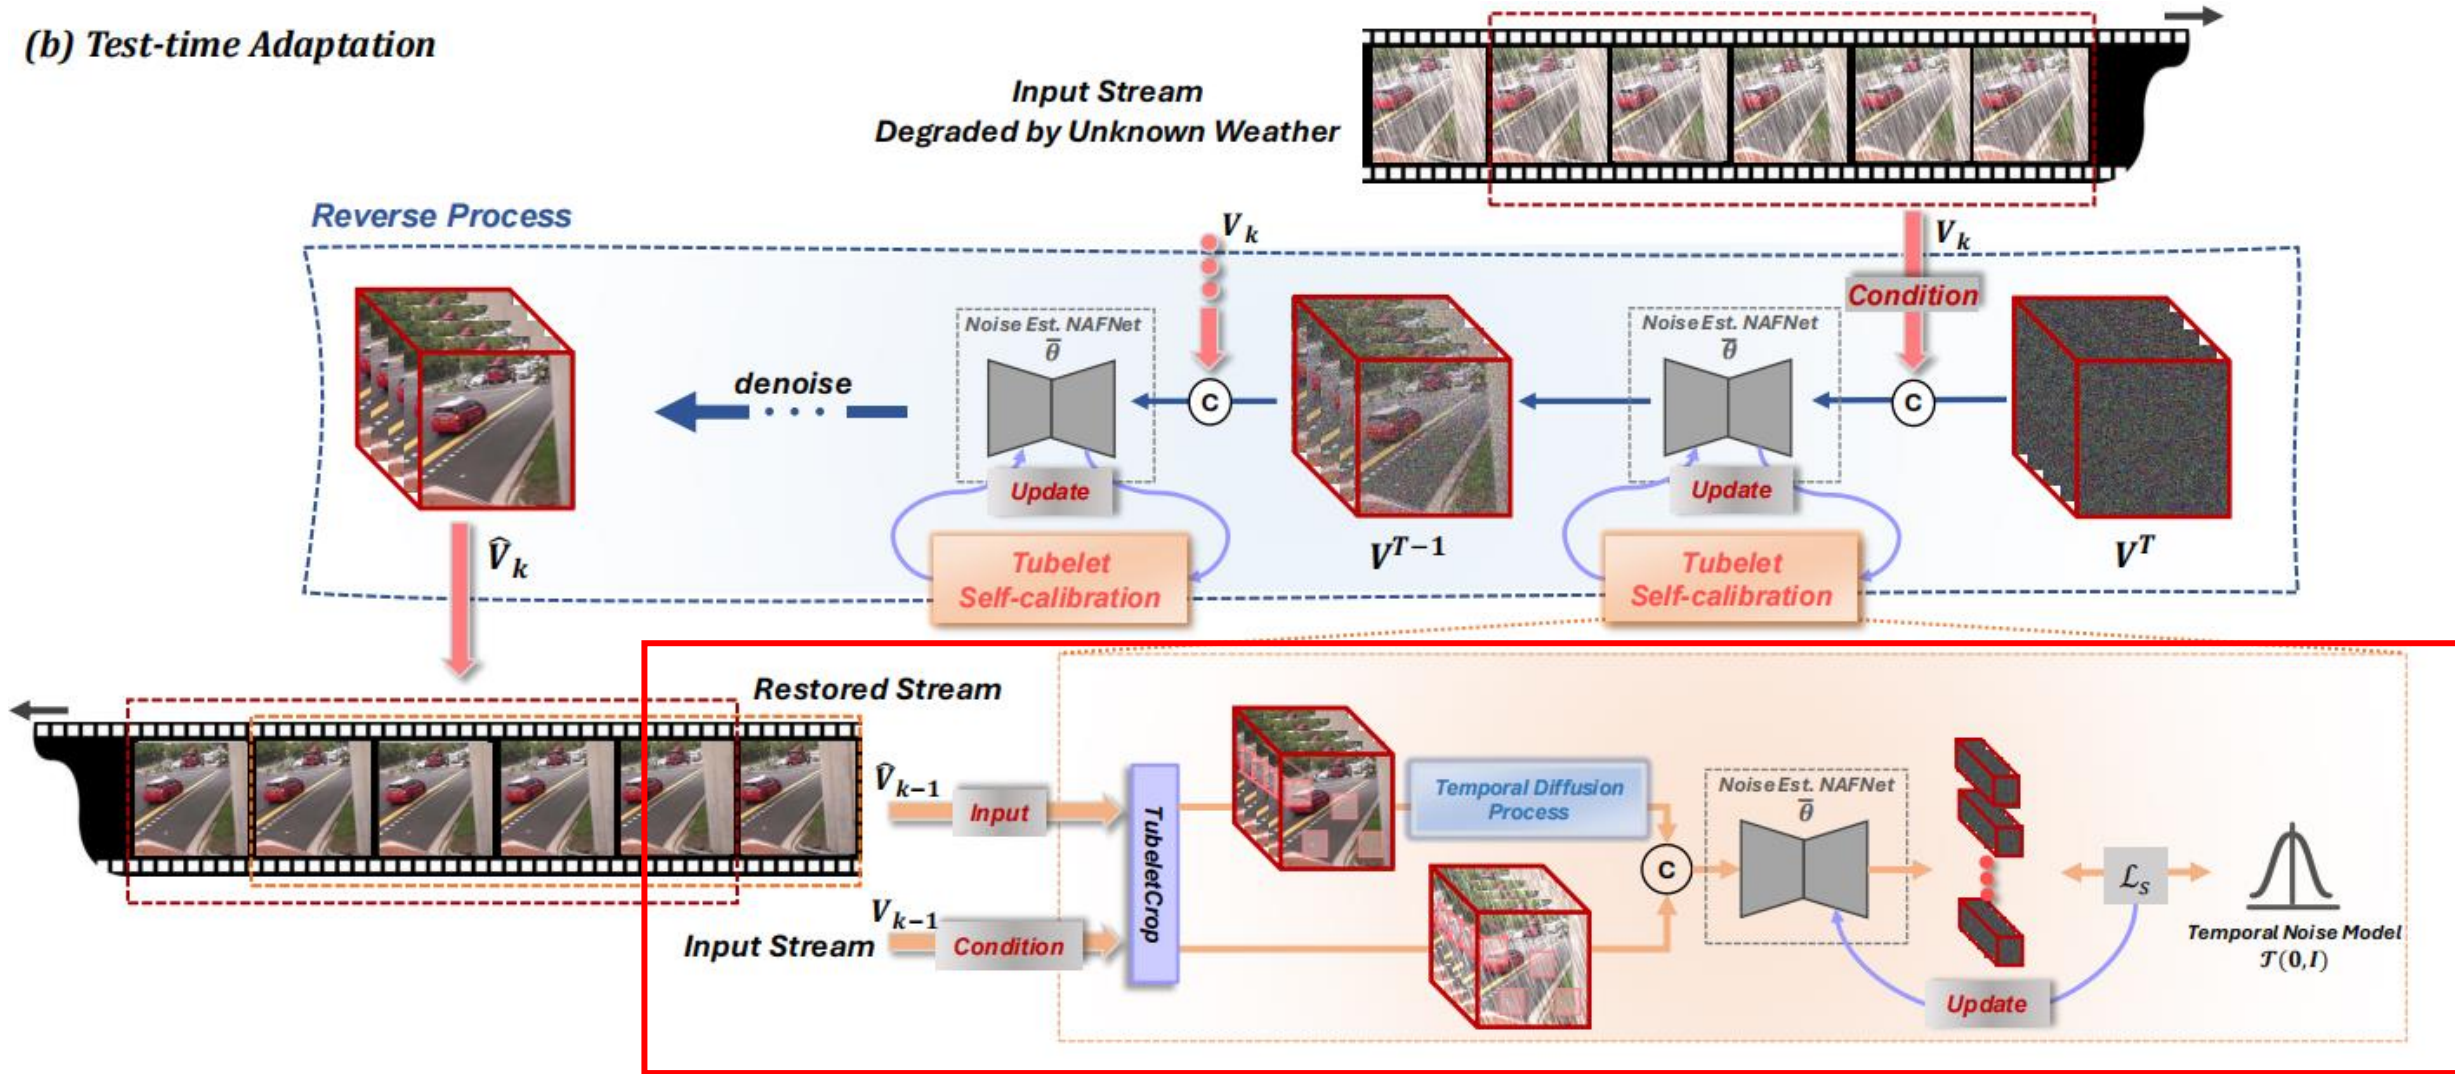 (b) Test-time Adaptation
Input Stream
Degraded by Unknown Weather
Reverse Process
V_k
V_k
Condition
Noise Est. NAFNet
θ̅
Noise Est. NAFNet
θ̅
denoise
C
C
Update
Update
V̂_k
Tubelet
Self-calibration
V^{T-1}
Tubelet
Self-calibration
V^T
Restored Stream
V̂_{k-1}
Input
TubeletCrop
Temporal Diffusion
Process
Noise Est. NAFNet
θ̅
C
ℒ_s
V_{k-1}
Input Stream
Condition
Temporal Noise Model
𝒯(0,I)
Update